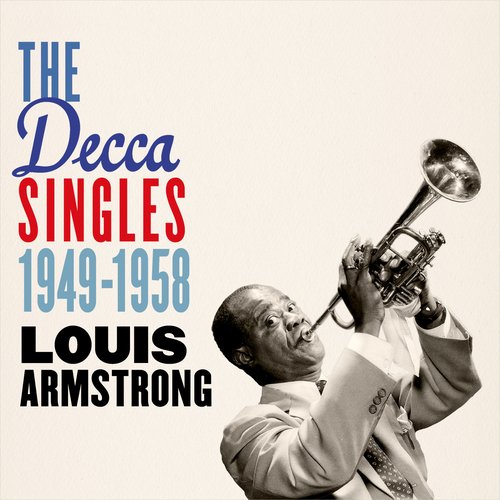 THE
Decca
SINGLES
1949-1958
LOUIS
ARMSTRONG